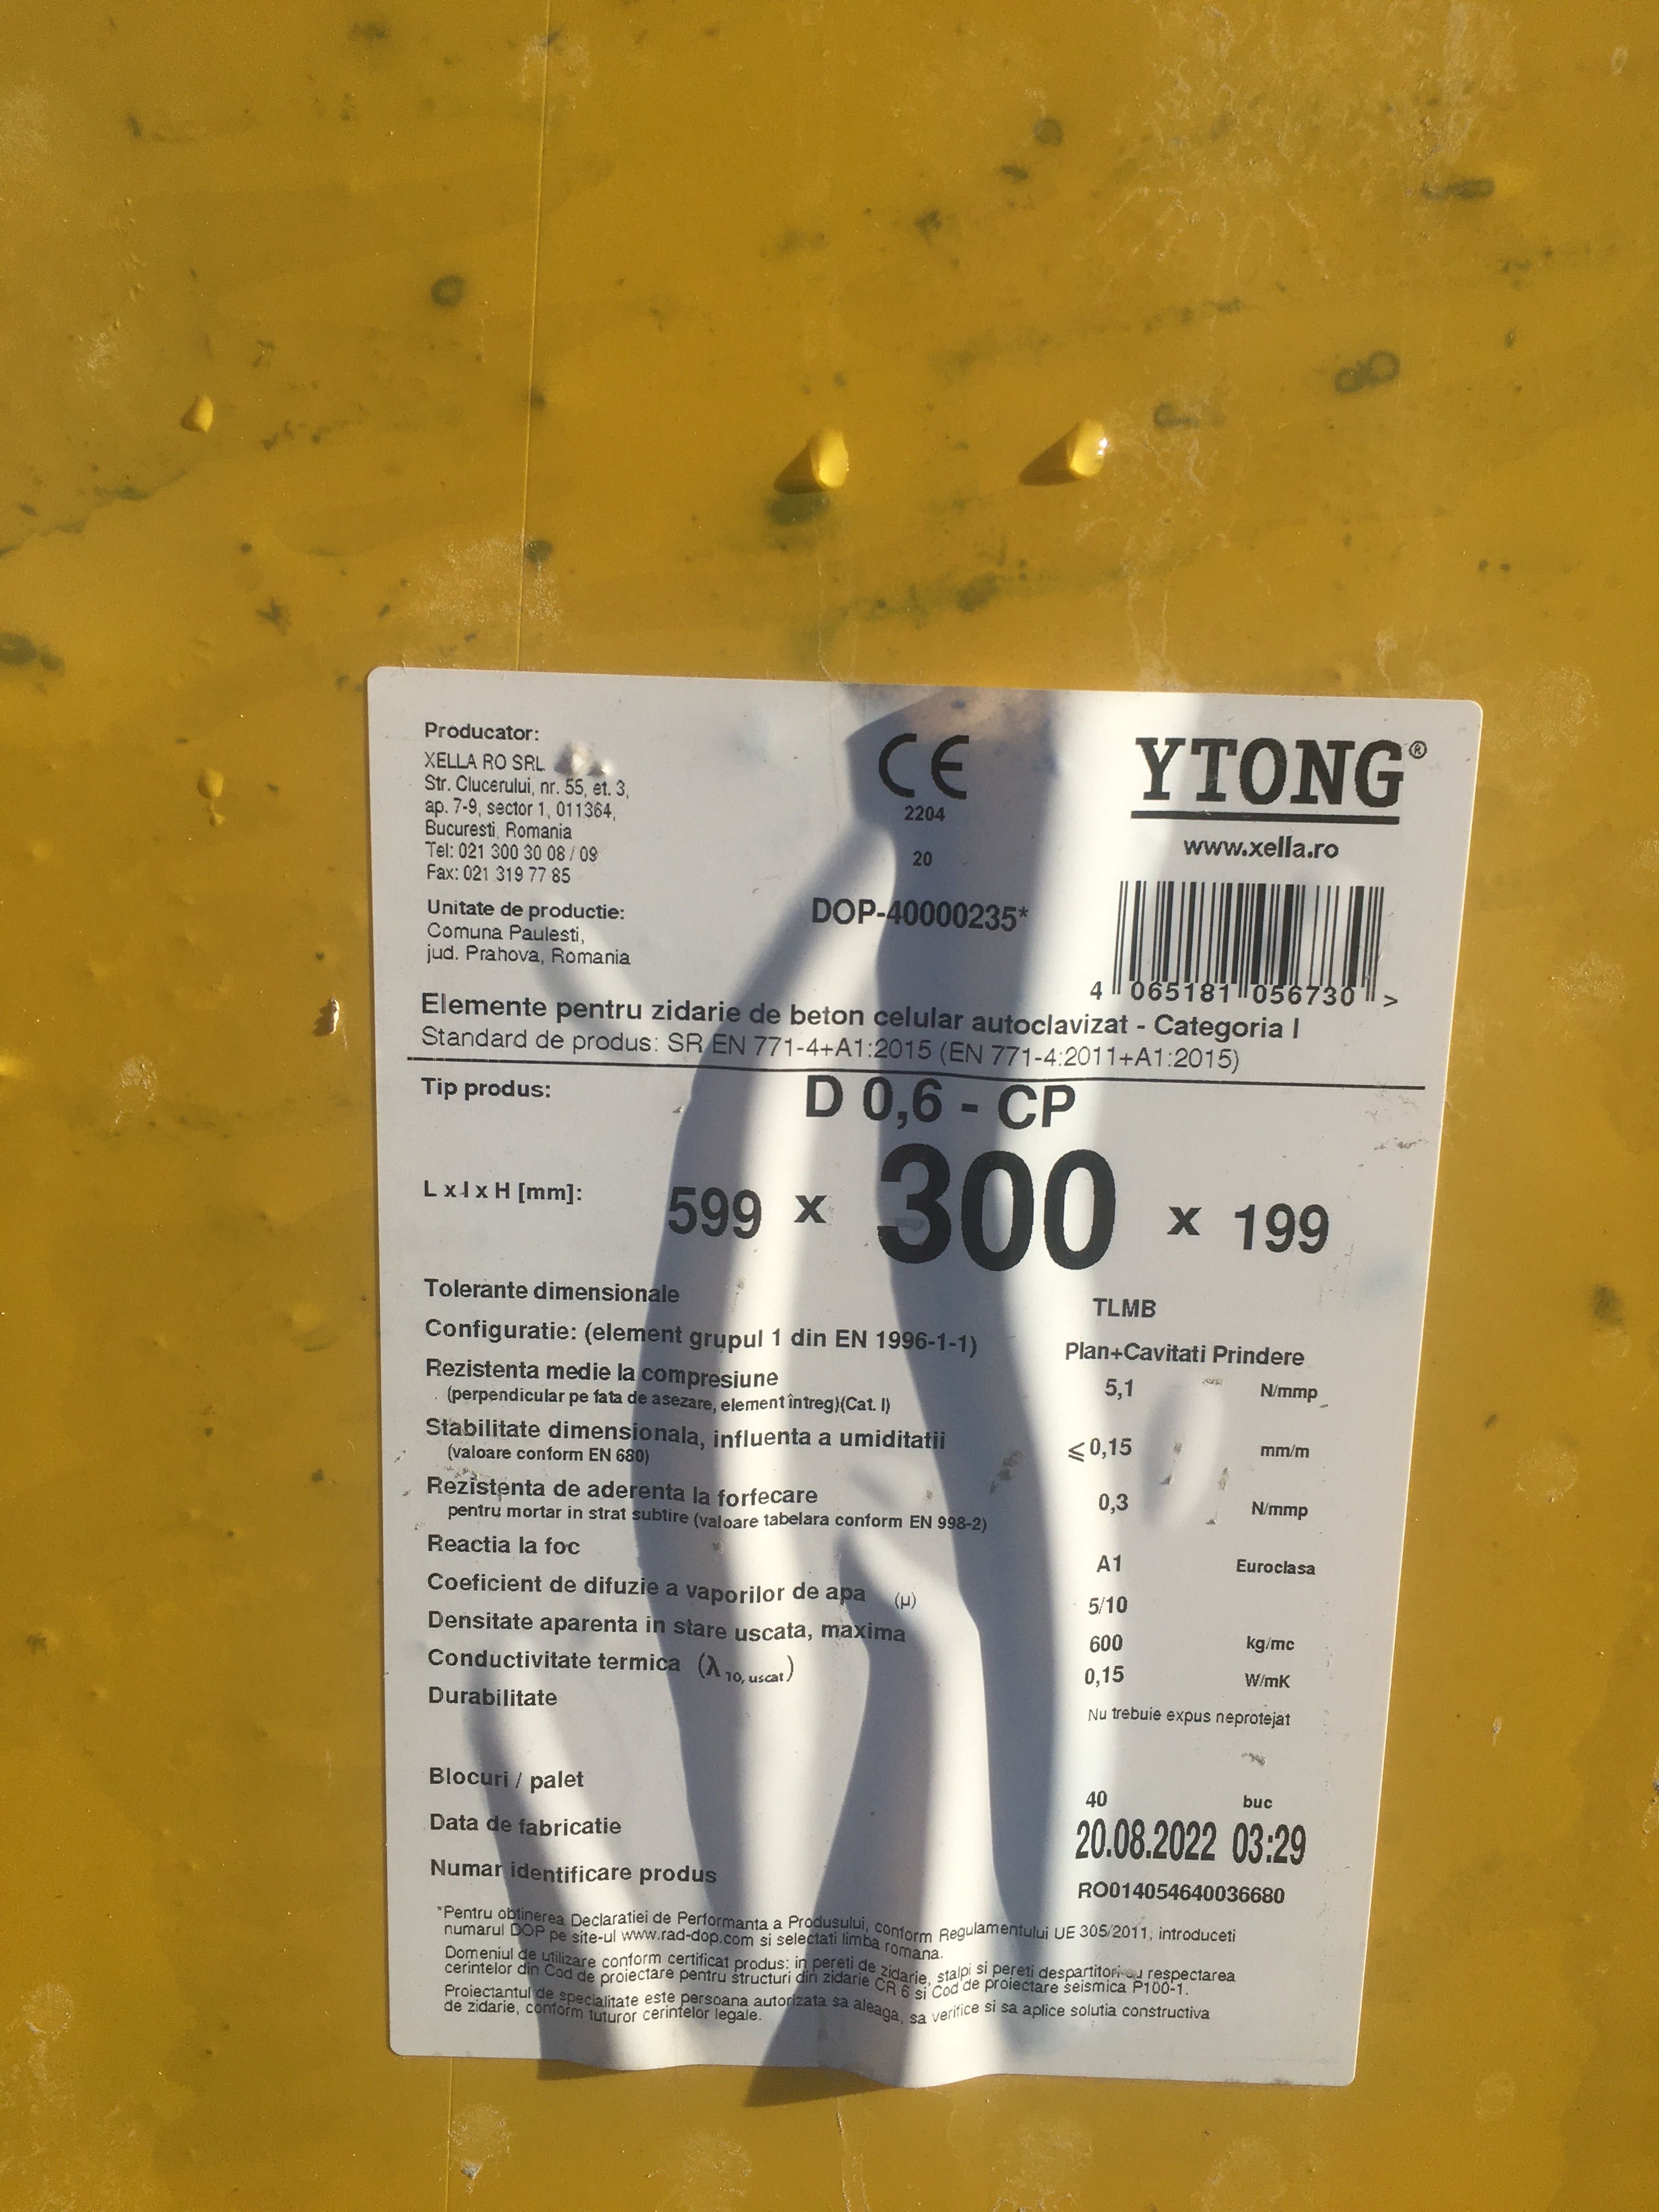 Producator:
XELLA RO SRL
Str. Clucerului, nr. 55, et. 3,
ap. 7-9, sector 1, 011364,
Bucuresti, Romania
Tel: 021 300 30 08 / 09
Fax: 021 319 77 85
Unitate de productie:
Comuna Paulesti,
jud. Prahova, Romania
CE
2204
20
DOP-40000235*
YTONG®
www.xella.ro
4 065181 056730 >
Elemente pentru zidarie de beton celular autoclavizat - Categoria I
Standard de produs: SR EN 771-4+A1:2015 (EN 771-4:2011+A1:2015)
Tip produs: D 0,6 - CP
L x l x H [mm]: 599 x 300 x 199
Tolerante dimensionale TLMB
Configuratie: (element grupul 1 din EN 1996-1-1) Plan+Cavitati Prindere
Rezistenta medie la compresiune 5,1 N/mmp
(perpendicular pe fata de asezare, element întreg)(Cat. I)
Stabilitate dimensionala, influenta a umiditatii ⩽0,15 mm/m
(valoare conform EN 680)
Rezistenta de aderenta la forfecare 0,3 N/mmp
pentru mortar in strat subtire (valoare tabelara conform EN 998-2)
Reactia la foc A1 Euroclasa
Coeficient de difuzie a vaporilor de apa (µ) 5/10
Densitate aparenta in stare uscata, maxima 600 kg/mc
Conductivitate termica (λ 10, uscat) 0,15 W/mK
Durabilitate Nu trebuie expus neprotejat
Blocuri / palet 40 buc
Data de fabricatie 20.08.2022 03:29
Numar identificare produs RO014054640036680
*Pentru obtinerea Declaratiei de Performanta a Produsului, conform Regulamentului UE 305/2011, introduceti
numarul DOP pe site-ul www.rad-dop.com si selectati limba romana.
Domeniul de utilizare conform certificat produs: in pereti de zidarie, stalpi si pereti despartitori cu respectarea
cerintelor din Cod de proiectare pentru structuri din zidarie CR 6 si Cod de proiectare seismica P100-1.
Proiectantul de specialitate este persoana autorizata sa aleaga, sa verifice si sa aplice solutia constructiva
de zidarie, conform tuturor cerintelor legale.